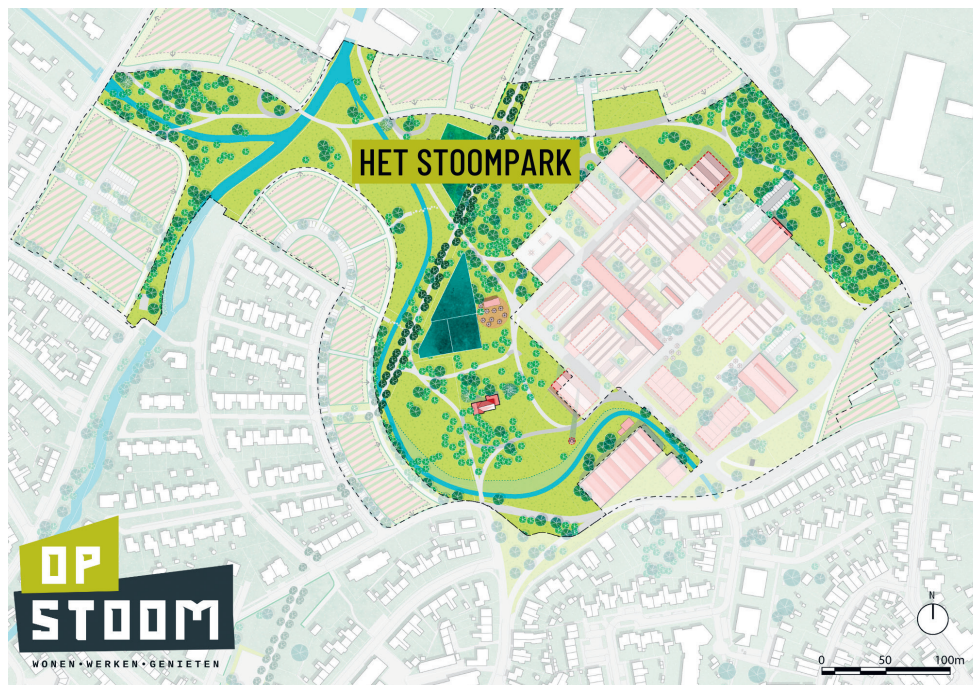 HET STOOMPARK
OP
STOOM
WONEN•WERKEN•GENIETEN
N
0 50 100m